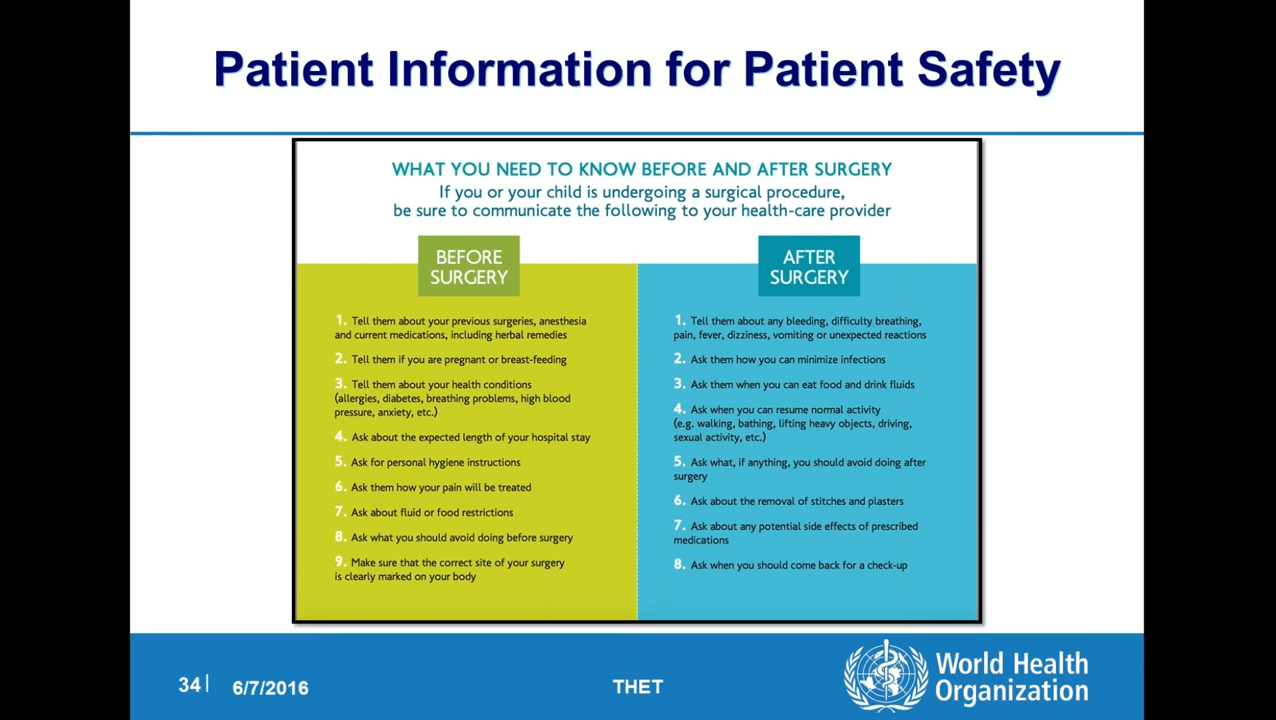 Patient Information for Patient Safety
WHAT YOU NEED TO KNOW BEFORE AND AFTER SURGERY
If you or your child is undergoing a surgical procedure,
be sure to communicate the following to your health-care provider
BEFORE
SURGERY
1. Tell them about your previous surgeries, anesthesia
and current medications, including herbal remedies
2. Tell them if you are pregnant or breast-feeding
3. Tell them about your health conditions
(allergies, diabetes, breathing problems, high blood
pressure, anxiety, etc.)
4. Ask about the expected length of your hospital stay
5. Ask for personal hygiene instructions
6. Ask them how your pain will be treated
7. Ask about fluid or food restrictions
8. Ask what you should avoid doing before surgery
9. Make sure that the correct site of your surgery
is clearly marked on your body
AFTER
SURGERY
1. Tell them about any bleeding, difficulty breathing,
pain, fever, dizziness, vomiting or unexpected reactions
2. Ask them how you can minimize infections
3. Ask them when you can eat food and drink fluids
4. Ask when you can resume normal activity
(e.g. walking, bathing, lifting heavy objects, driving,
sexual activity, etc.)
5. Ask what, if anything, you should avoid doing after
surgery
6. Ask about the removal of stitches and plasters
7. Ask about any potential side effects of prescribed
medications
8. Ask when you should come back for a check-up
34| 6/7/2016
THET
World Health
Organization